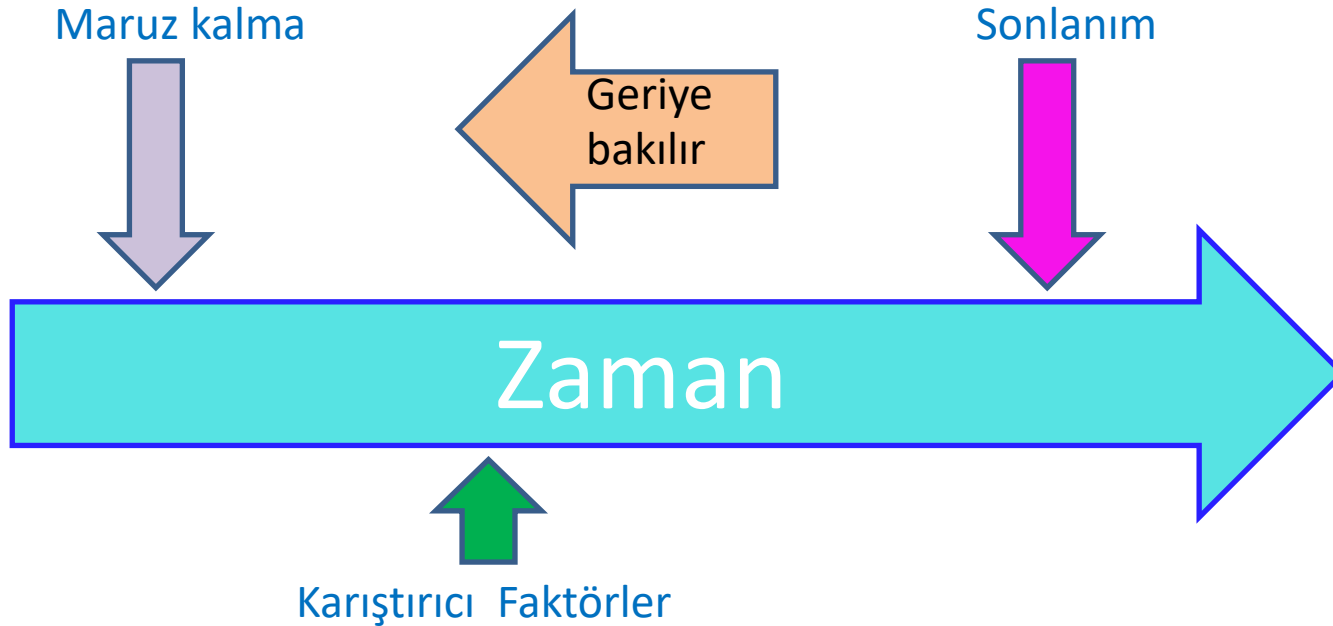 Maruz kalma
Sonlanım
Geriye
bakılır
Zaman
Karıştırıcı Faktörler